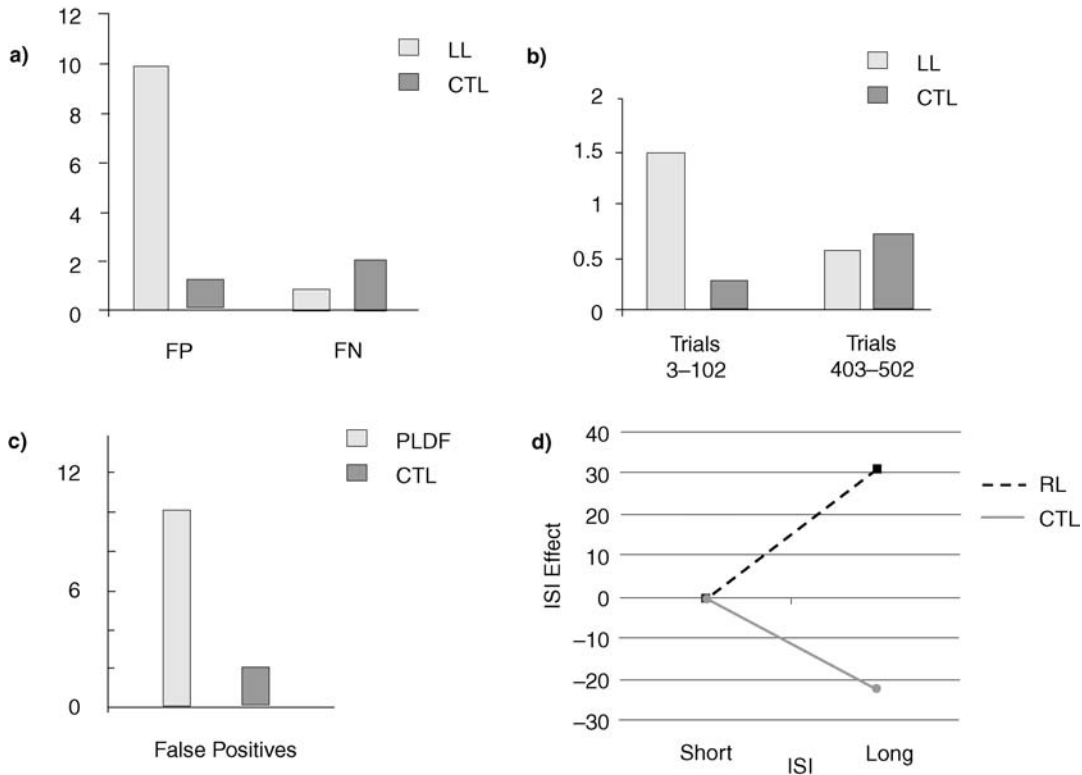 a)
12
10
8
6
4
2
0
LL
CTL
FP FN
b)
LL
CTL
2
1.5
1
0.5
0
Trials Trials
3–102 403–502
c)
PLDF
CTL
12
6
0
False Positives
d)
40
30
20
10
0
–10
–20
–30
ISI Effect
RL
CTL
Short ISI Long